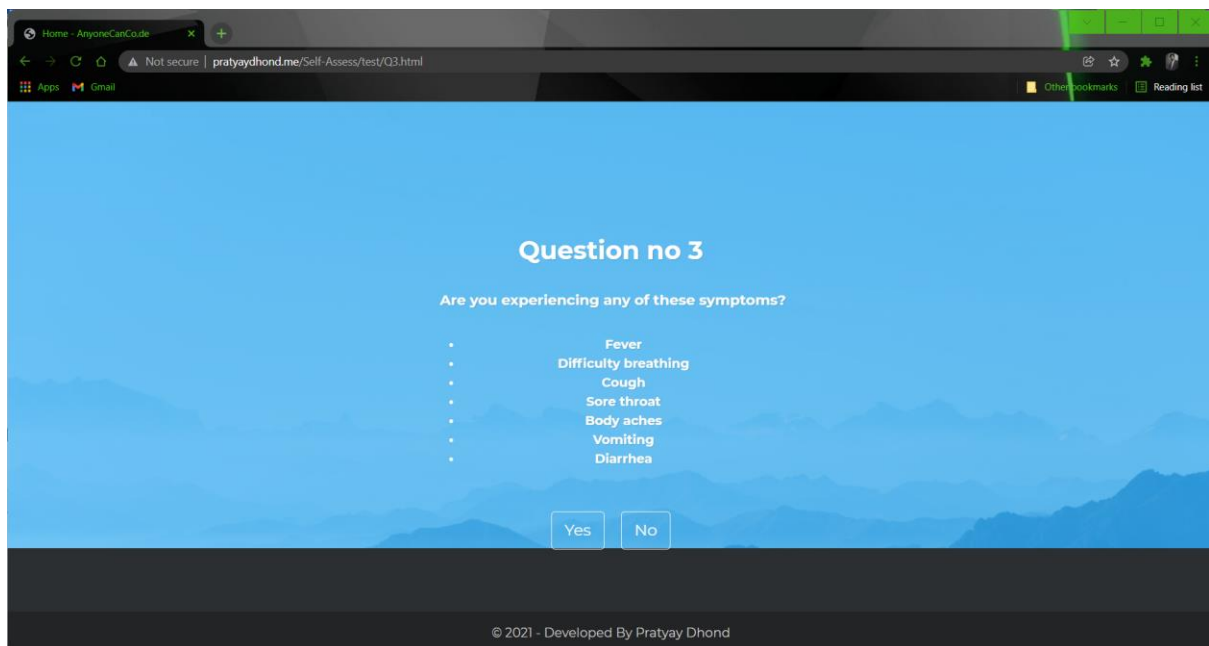 Home - AnyoneCanCo.de
Not secure | pratyaydhond.me/Self-Assess/test/Q3.html
Apps Gmail Other bookmarks Reading list
Question no 3
Are you experiencing any of these symptoms?
• Fever
• Difficulty breathing
• Cough
• Sore throat
• Body aches
• Vomiting
• Diarrhea
Yes No
© 2021 - Developed By Pratyay Dhond